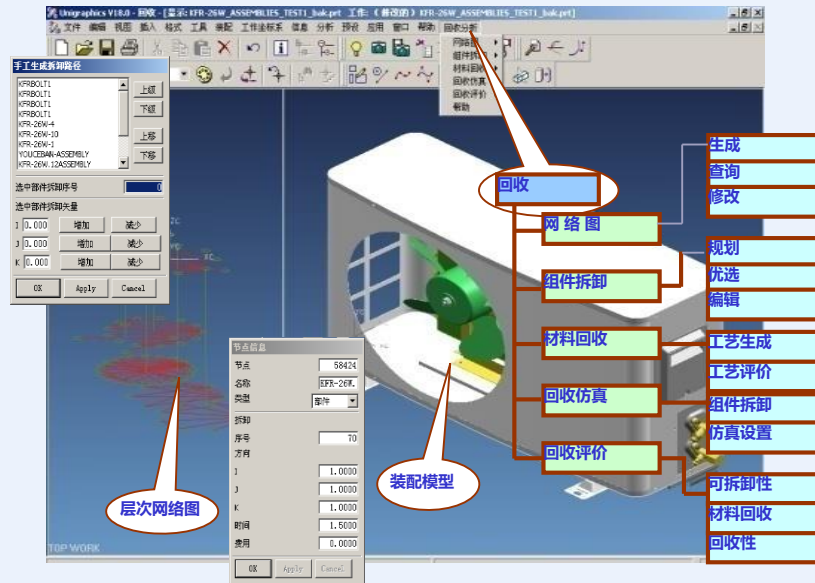 Unigraphics V18.0 - 回收 - [显示: KFR-26W_ASSEMBLIES_TEST1_bak.prt 工作: (修改的) KFR-26W_ASSEMBLIES_TEST1_bak.prt]
文件 编辑 视图 插入 格式 工具 装配 工作坐标系 信息 分析 预设 应用 窗口 帮助 回收分析
网络图
组件拆卸
材料回收
回收仿真
回收评价
帮助
手工生成拆卸路径
KFRBOLT1
KFRBOLT1
KFRBOLT1
KFRBOLT1
KFR-26W-4
KFR-26W-10
KFR-26W-1
YOUCEBAN-ASSEMBLY
KFR-26W.12ASSEMBLY
上级
下级
上移
下移
选中部件拆卸序号 0
选中部件拆卸矢量
I 0.000 增加 减少
J 0.000 增加 减少
K 0.000 增加 减少
OK Apply Cancel
ZC
YC
XC
节点信息
节点 58424
名称 KFR-26W.
类型 部件
拆卸
序号 70
方向
I 1.0000
J 1.0000
K 1.0000
时间 1.5000
费用 0.0000
OK Apply Cancel
层次网络图
装配模型
TOP WORK
回收
网 络 图
组件拆卸
材料回收
回收仿真
回收评价
生成
查询
修改
规划
优选
编辑
工艺生成
工艺评价
组件拆卸
仿真设置
可拆卸性
材料回收
回收性